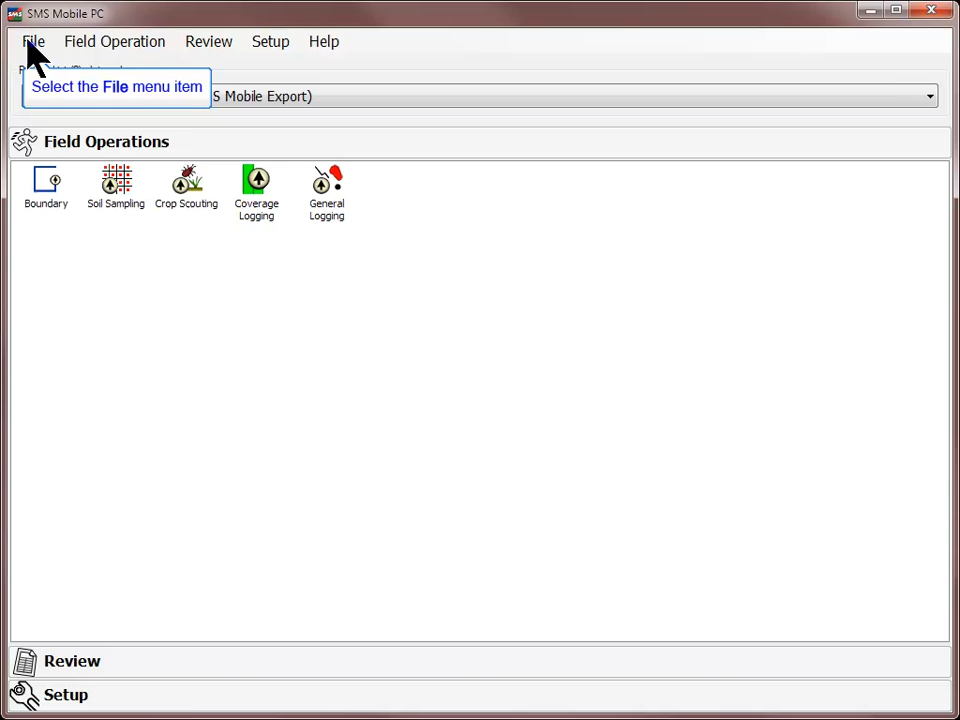 SMS Mobile PC
File Field Operation Review Setup Help
Select the File menu item
S Mobile Export)
Field Operations
Boundary Soil Sampling Crop Scouting Coverage Logging General Logging
Review
Setup